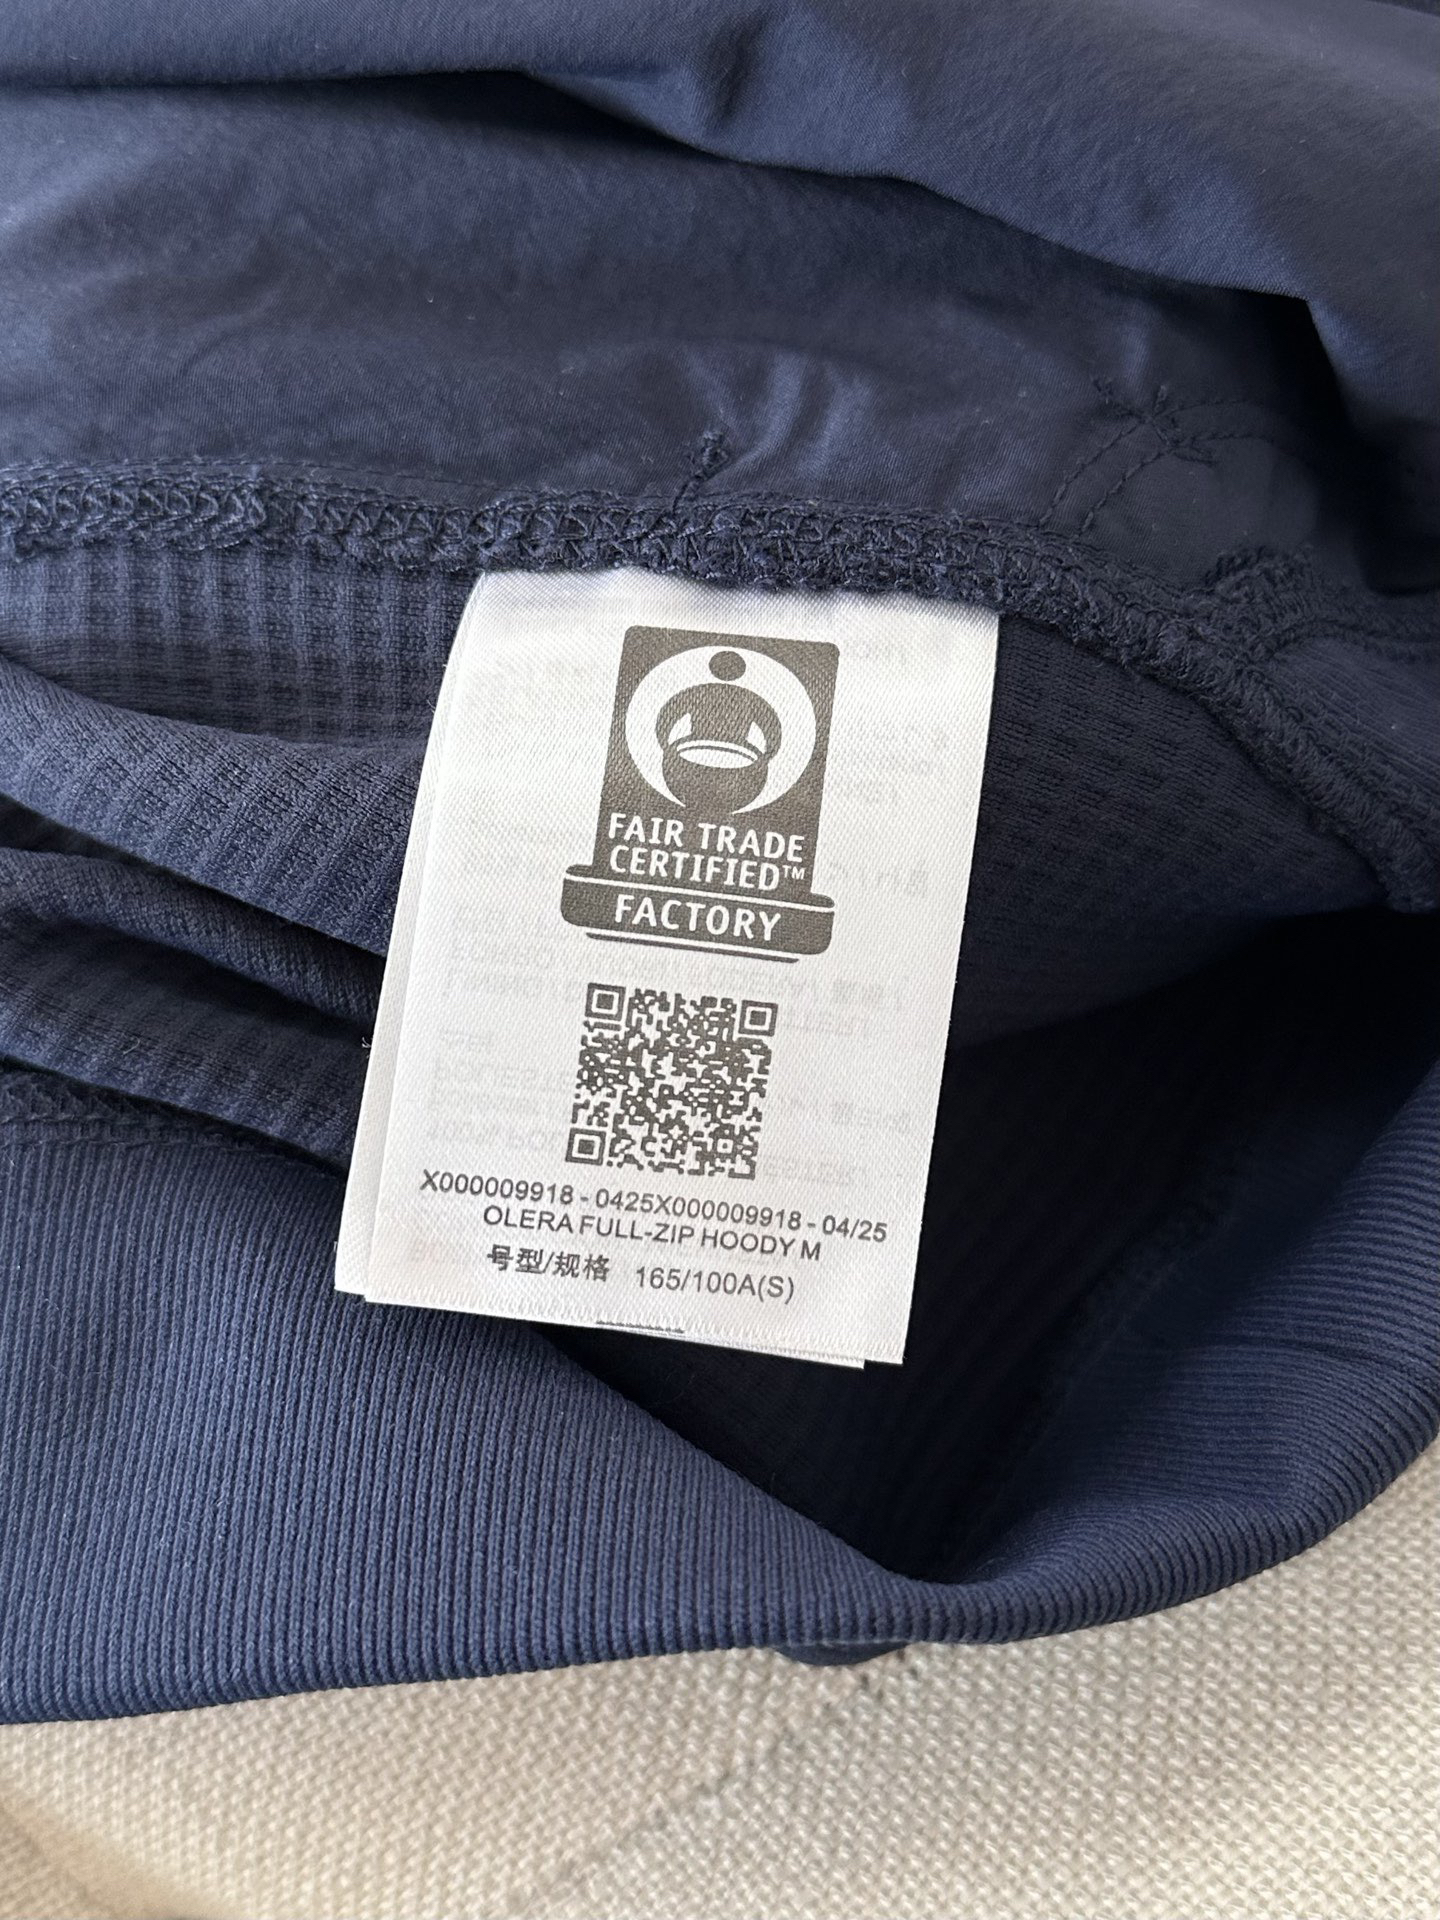 FAIR TRADE
CERTIFIED™
FACTORY
X000009918 - 0425X000009918 - 04/25
OLERA FULL-ZIP HOODY M
号型/规格 165/100A(S)